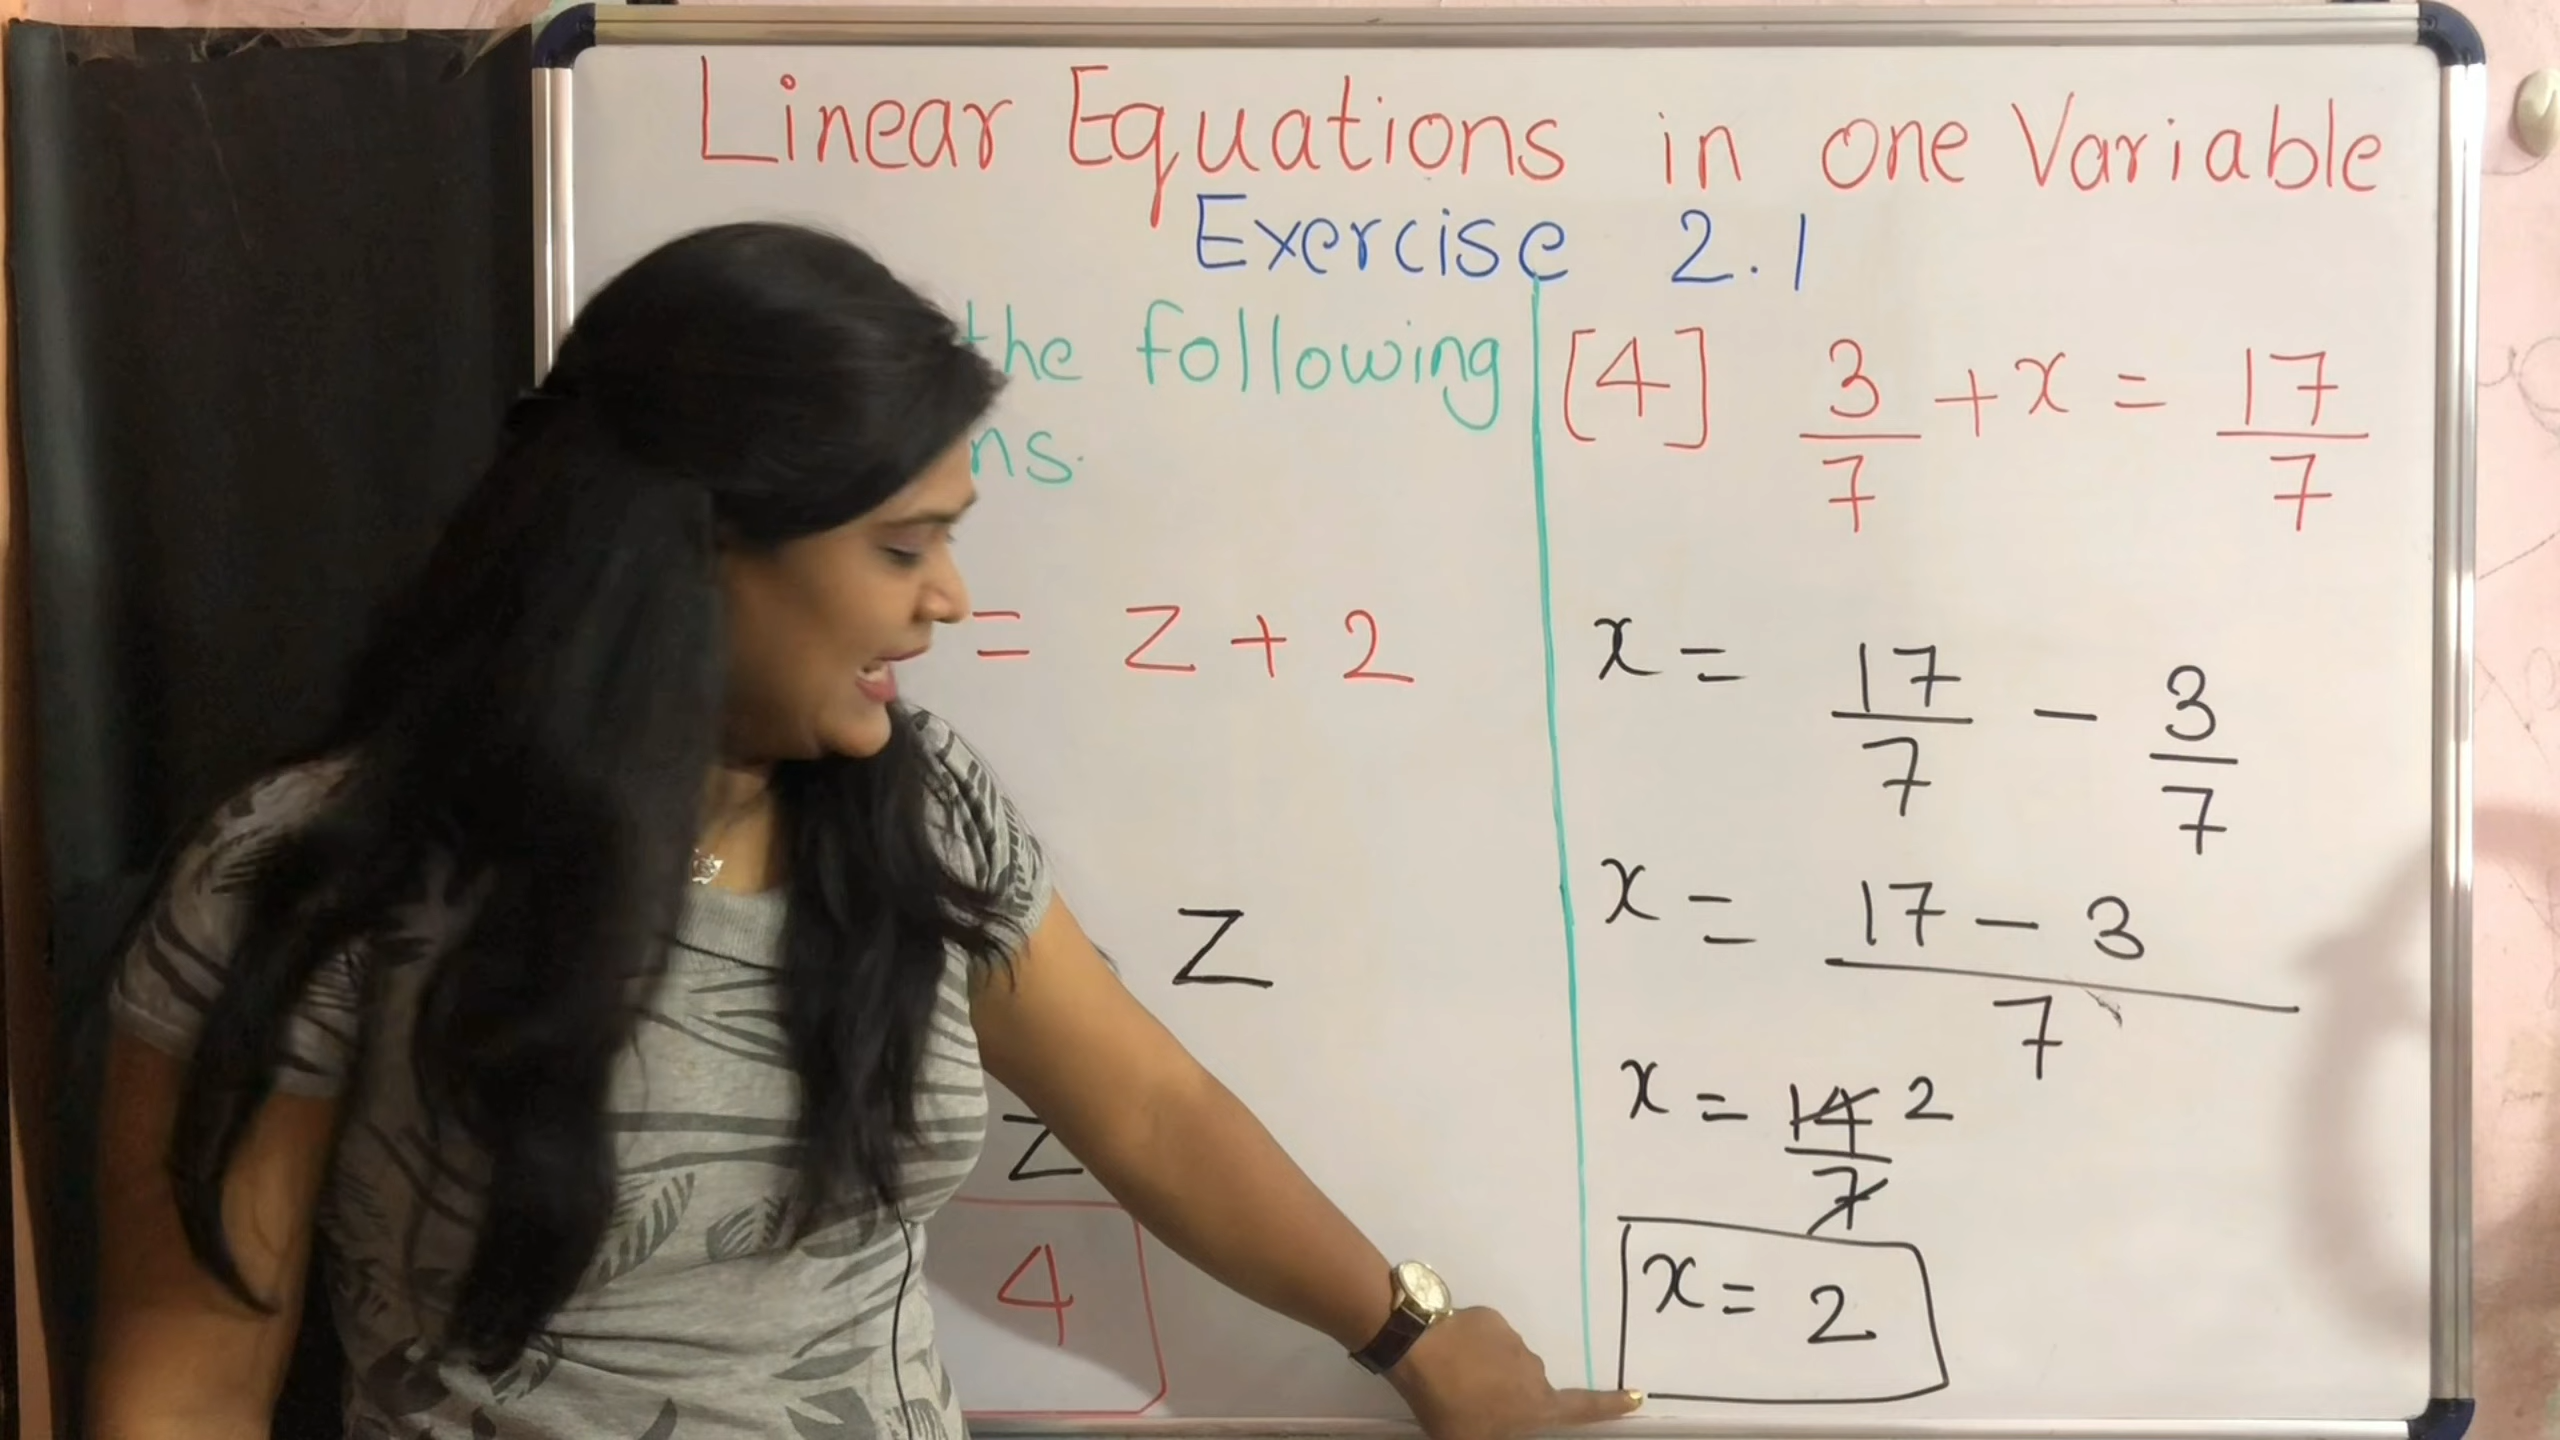 Linear Equations in one Variable
Exercise 2.1
the following
= z + 2
z
z
4
[4] 3/7 + x = 17/7
x = 17/7 - 3/7
x = 17 - 3/7
x = 14/7 2
x = 2